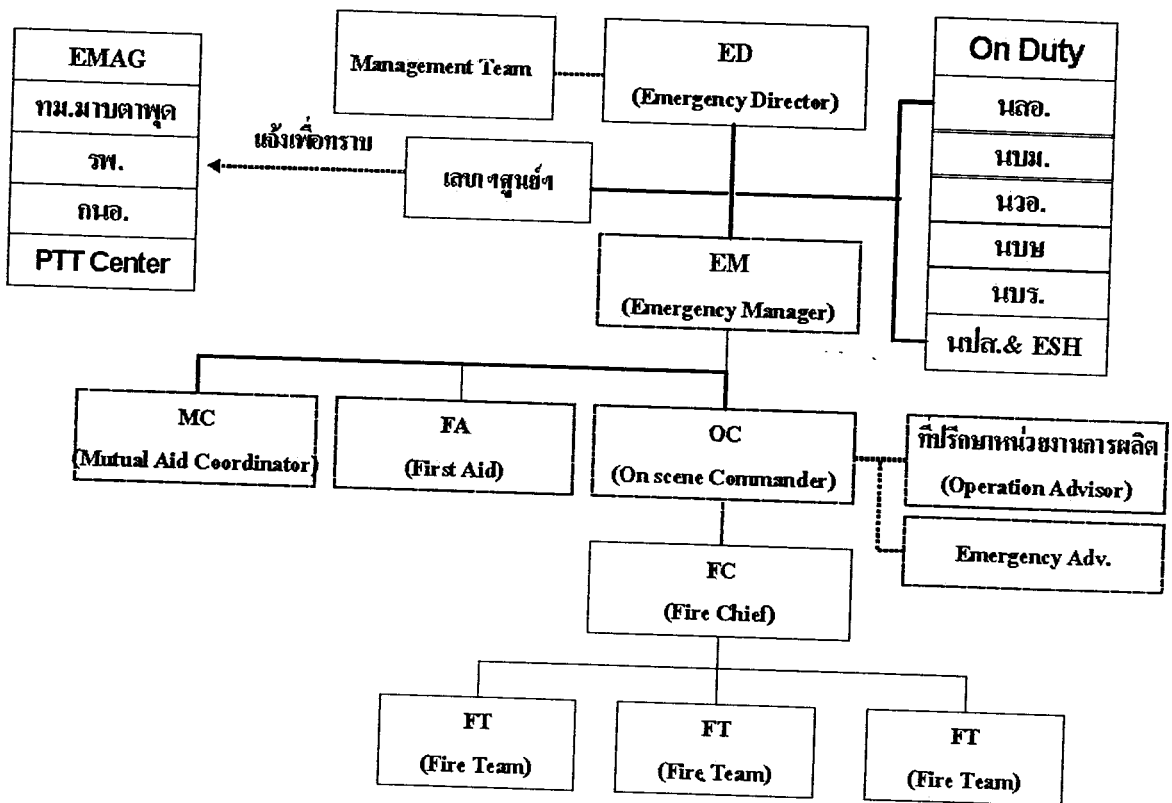 EMAG
ทม.มาบตาพุด
รพ.
กนอ.
PTT Center
แจ้งเพื่อทราบ
Management Team
ED
(Emergency Director)
เลขาฯศูนย์ฯ
On Duty
นสอ.
นบม.
นวอ.
นบษ
นบร.
นปส.& ESH
EM
(Emergency Manager)
MC
(Mutual Aid Coordinator)
FA
(First Aid)
OC
(On scene Commander)
ที่ปรึกษาหน่วยงานการผลิต
(Operation Advisor)
Emergency Adv.
FC
(Fire Chief)
FT
(Fire Team)
FT
(Fire Team)
FT
(Fire Team)